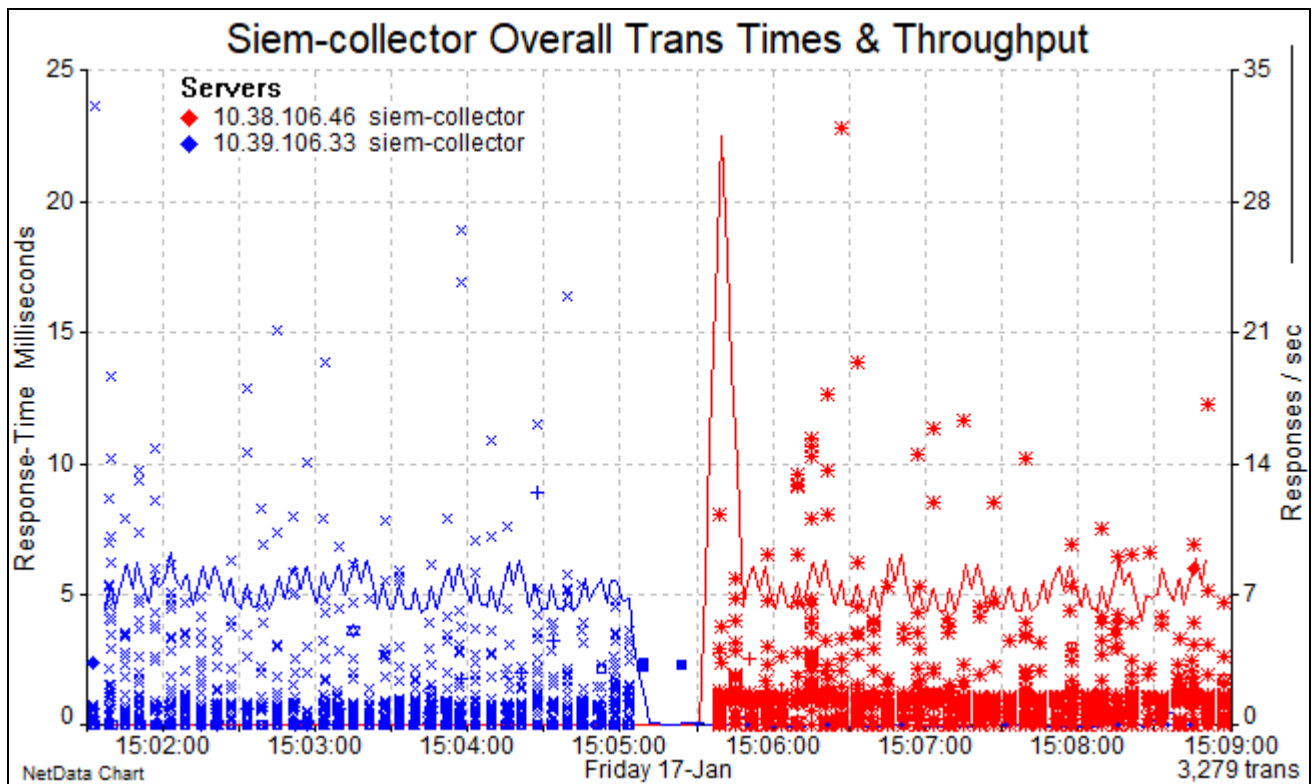 Siem-collector Overall Trans Times & Throughput
25
35
Servers
10.38.106.46 siem-collector
10.39.106.33 siem-collector
20
28
15
21
10
14
5
7
0
0
Response-Time Milliseconds
Responses / sec
15:02:00 15:03:00 15:04:00 15:05:00 15:06:00 15:07:00 15:08:00 15:09:00
NetData Chart
Friday 17-Jan
3,279 trans